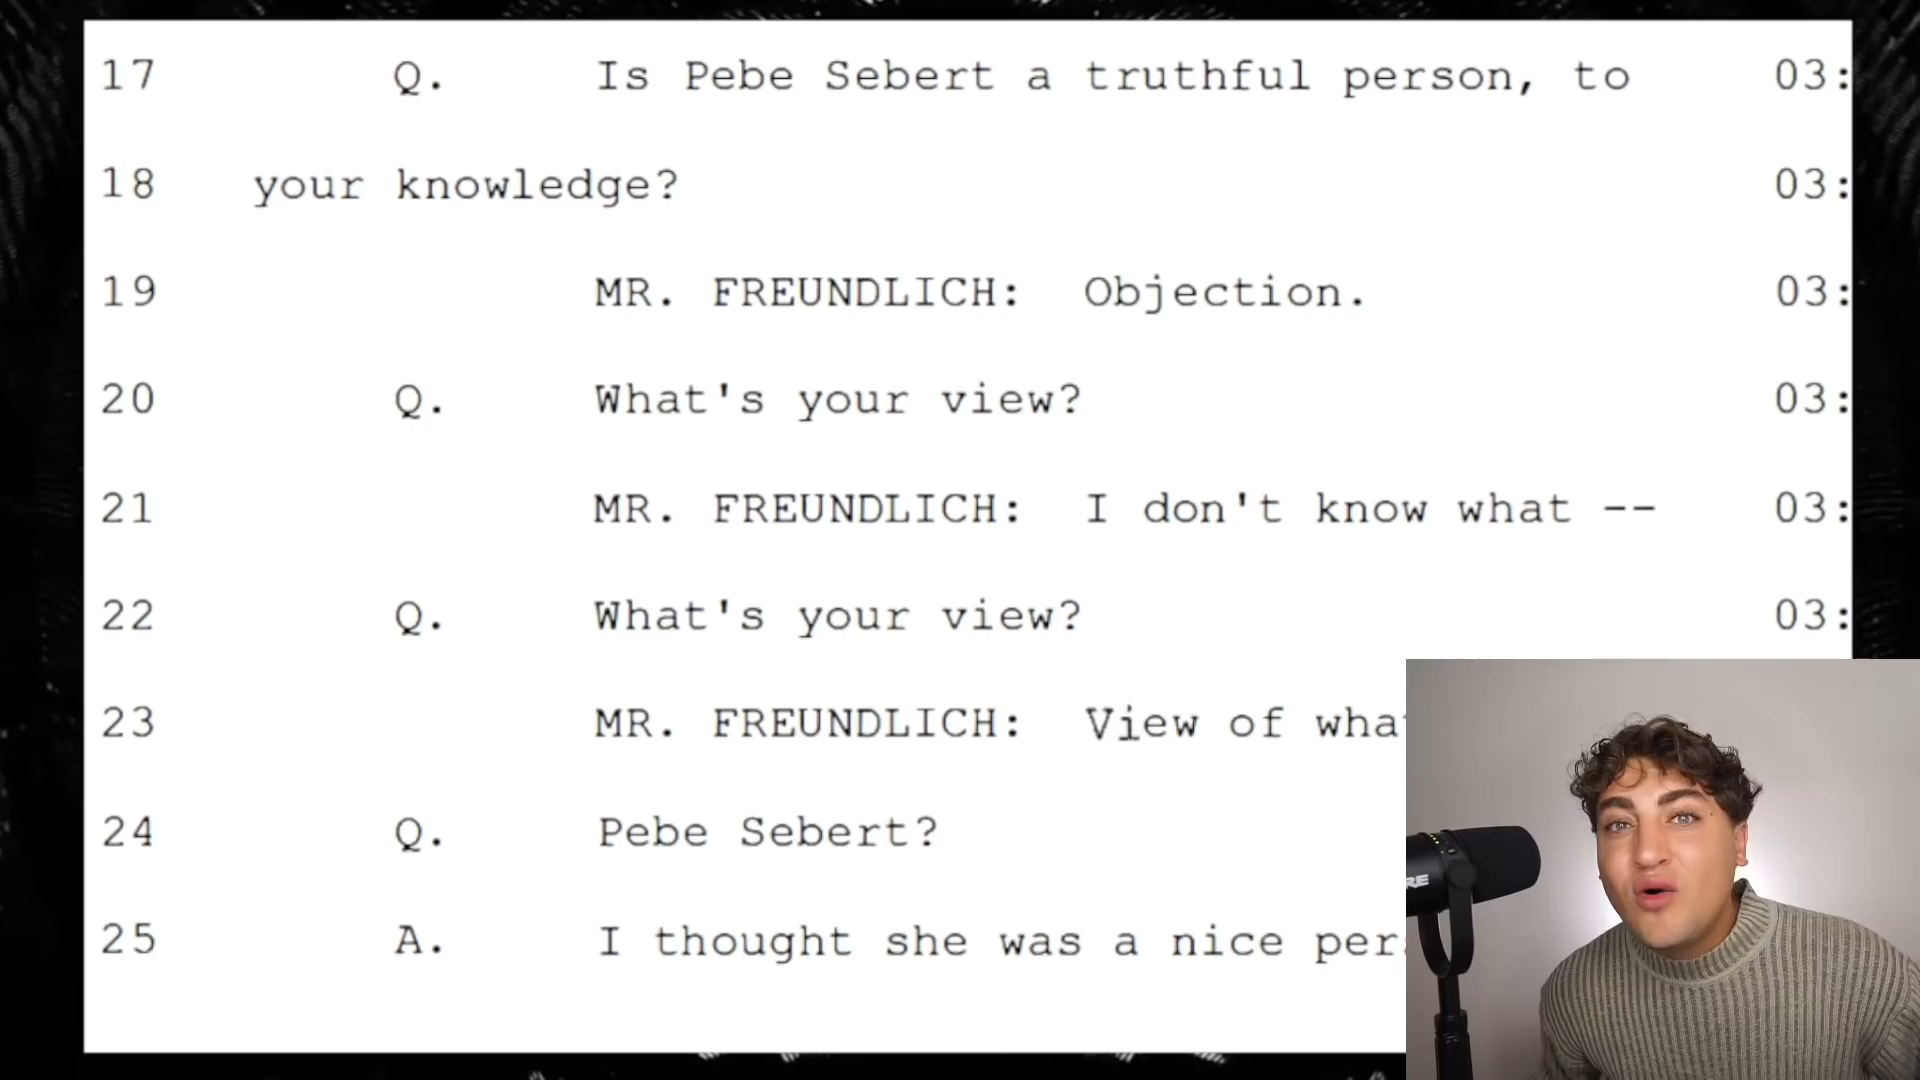 17 Q. Is Pebe Sebert a truthful person, to 03:
18 your knowledge? 03:
19 MR. FREUNDLICH: Objection. 03:
20 Q. What's your view? 03:
21 MR. FREUNDLICH: I don't know what -- 03:
22 Q. What's your view? 03:
23 MR. FREUNDLICH: View of
24 Q. Pebe Sebert?
25 A. I thought she was a nice